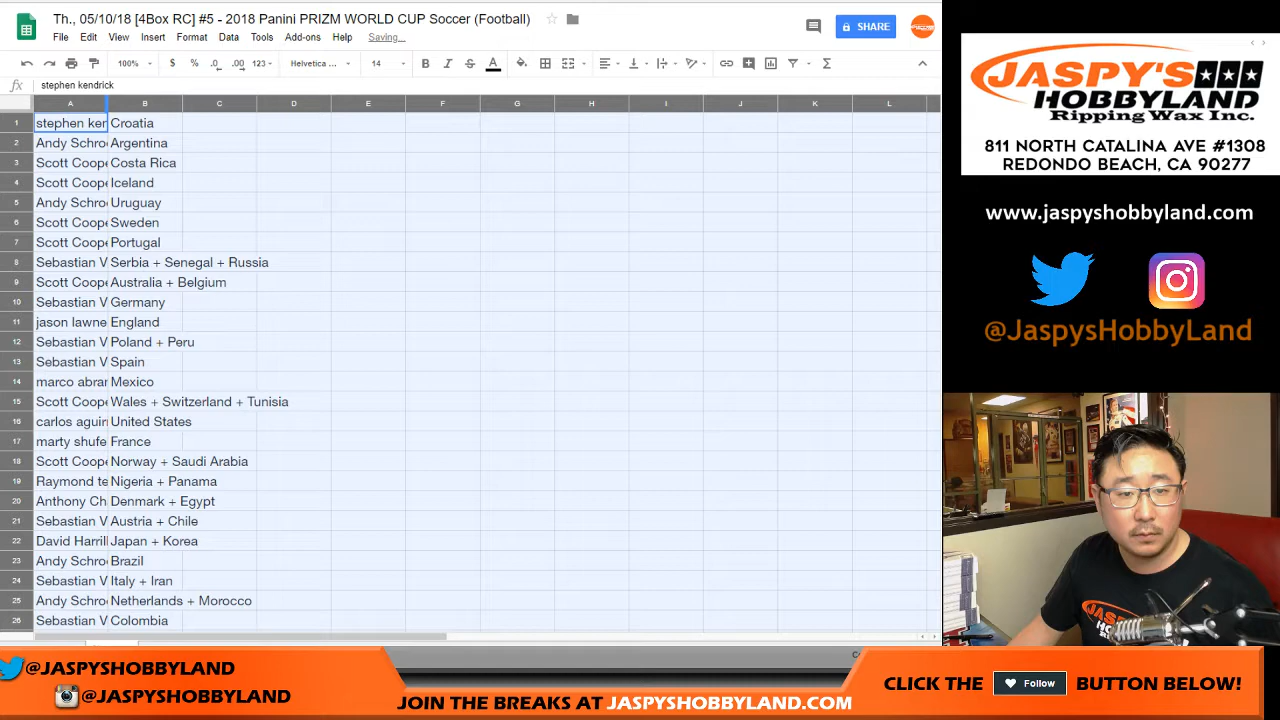 Th., 05/10/18 [4Box RC] #5 - 2018 Panini PRIZM WORLD CUP Soccer (Football)
File Edit View Insert Format Data Tools Add-ons Help Saving...
SHARE
100% $ % .0 .00 123 Helvetica ... 14 B I S A
fx stephen kendrick
A B C D E F G H I J K L
1 stephen ker Croatia
2 Andy Schro Argentina
3 Scott Coope Costa Rica
4 Scott Coope Iceland
5 Andy Schro Uruguay
6 Scott Coope Sweden
7 Scott Coope Portugal
8 Sebastian V Serbia + Senegal + Russia
9 Scott Coope Australia + Belgium
10 Sebastian V Germany
11 jason lawne England
12 Sebastian V Poland + Peru
13 Sebastian V Spain
14 marco abrar Mexico
15 Scott Coope Wales + Switzerland + Tunisia
16 carlos aguir United States
17 marty shufe France
18 Scott Coope Norway + Saudi Arabia
19 Raymond te Nigeria + Panama
20 Anthony Ch Denmark + Egypt
21 Sebastian V Austria + Chile
22 David Harril Japan + Korea
23 Andy Schro Brazil
24 Sebastian V Italy + Iran
25 Andy Schro Netherlands + Morocco
26 Sebastian V Colombia
JASPY'S
HOBBYLAND
Ripping Wax Inc.
811 NORTH CATALINA AVE #1308
REDONDO BEACH, CA 90277
www.jaspyshobbyland.com
@JaspysHobbyLand
JASPY'S
HOBBYLAND
@JASPYSHOBBYLAND
@JASPYSHOBBYLAND
JOIN THE BREAKS AT JASPYSHOBBYLAND.COM
CLICK THE Follow BUTTON BELOW!